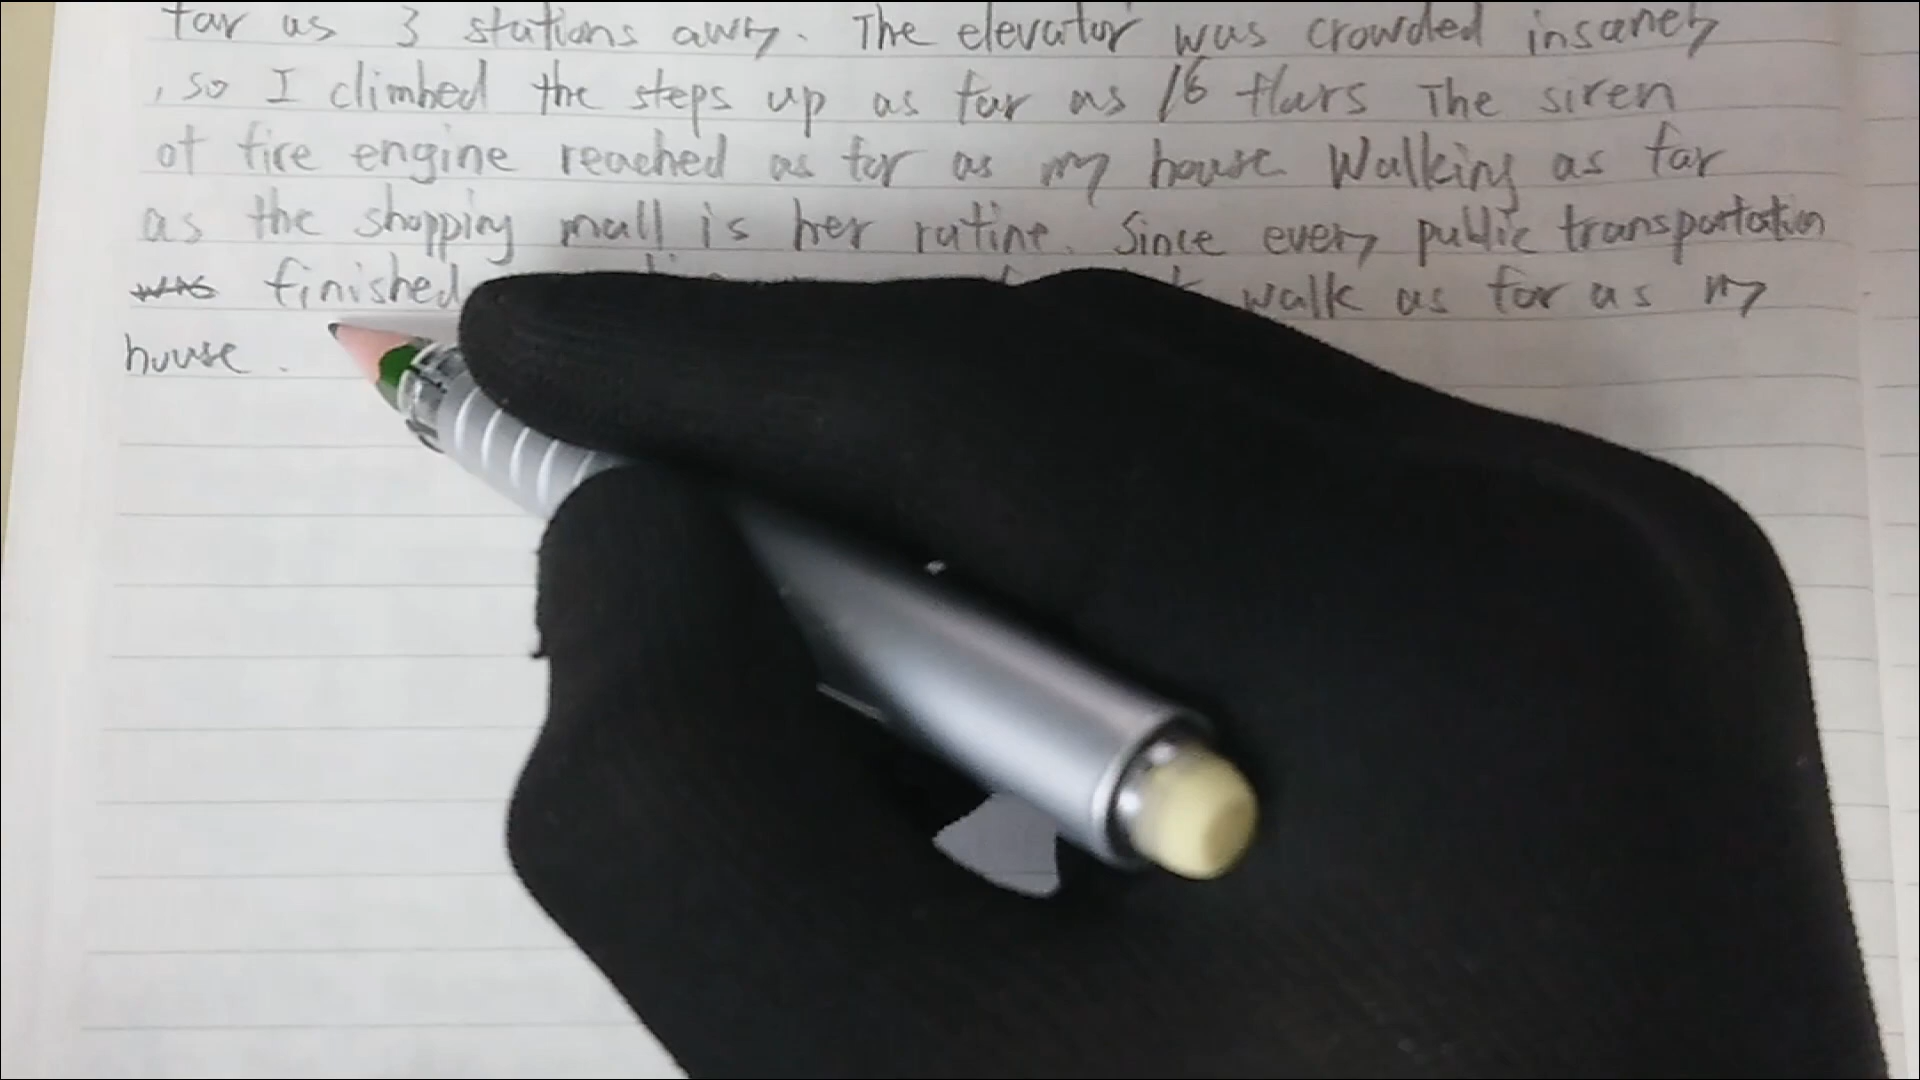 far as 3 stations away. The elevator was crowded insanely
, so I climbed the steps up as far as 16 flours The siren
of fire engine reached as far as my house Walking as far
as the shopping mall is her rutine. Since every public transportation
finished walk as far as my
house.